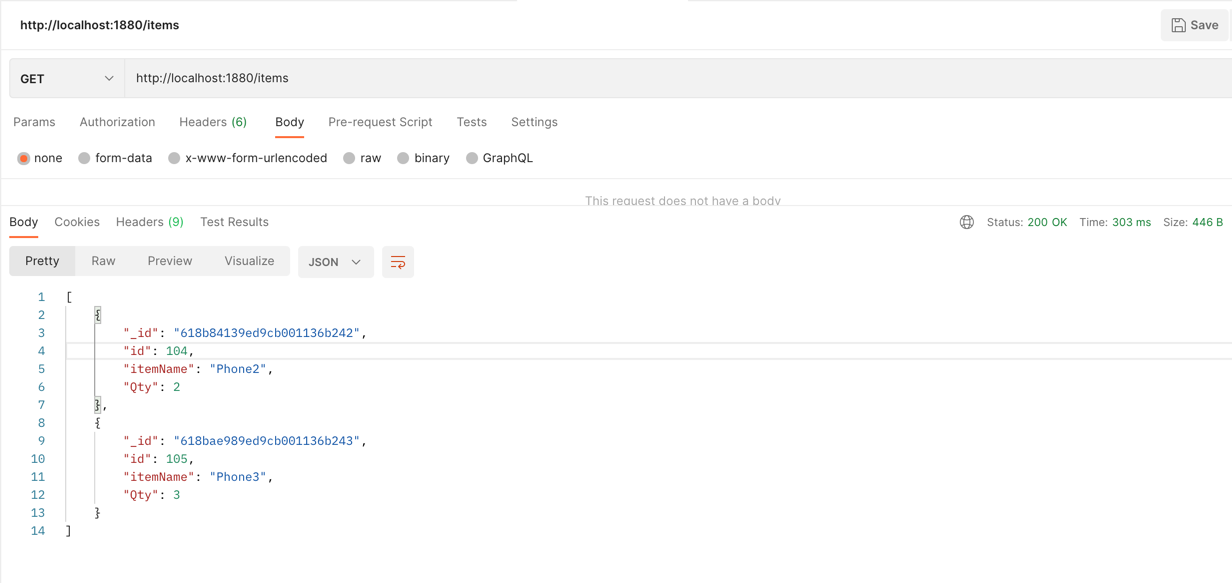 http://localhost:1880/items
Save
GET http://localhost:1880/items
Params Authorization Headers (6) Body Pre-request Script Tests Settings
none form-data x-www-form-urlencoded raw binary GraphQL
This request does not have a body
Body Cookies Headers (9) Test Results Status: 200 OK Time: 303 ms Size: 446 B
Pretty Raw Preview Visualize JSON
1 [
2 {
3 "_id": "618b84139ed9cb001136b242",
4 "id": 104,
5 "itemName": "Phone2",
6 "Qty": 2
7 },
8 {
9 "_id": "618bae989ed9cb001136b243",
10 "id": 105,
11 "itemName": "Phone3",
12 "Qty": 3
13 }
14 ]